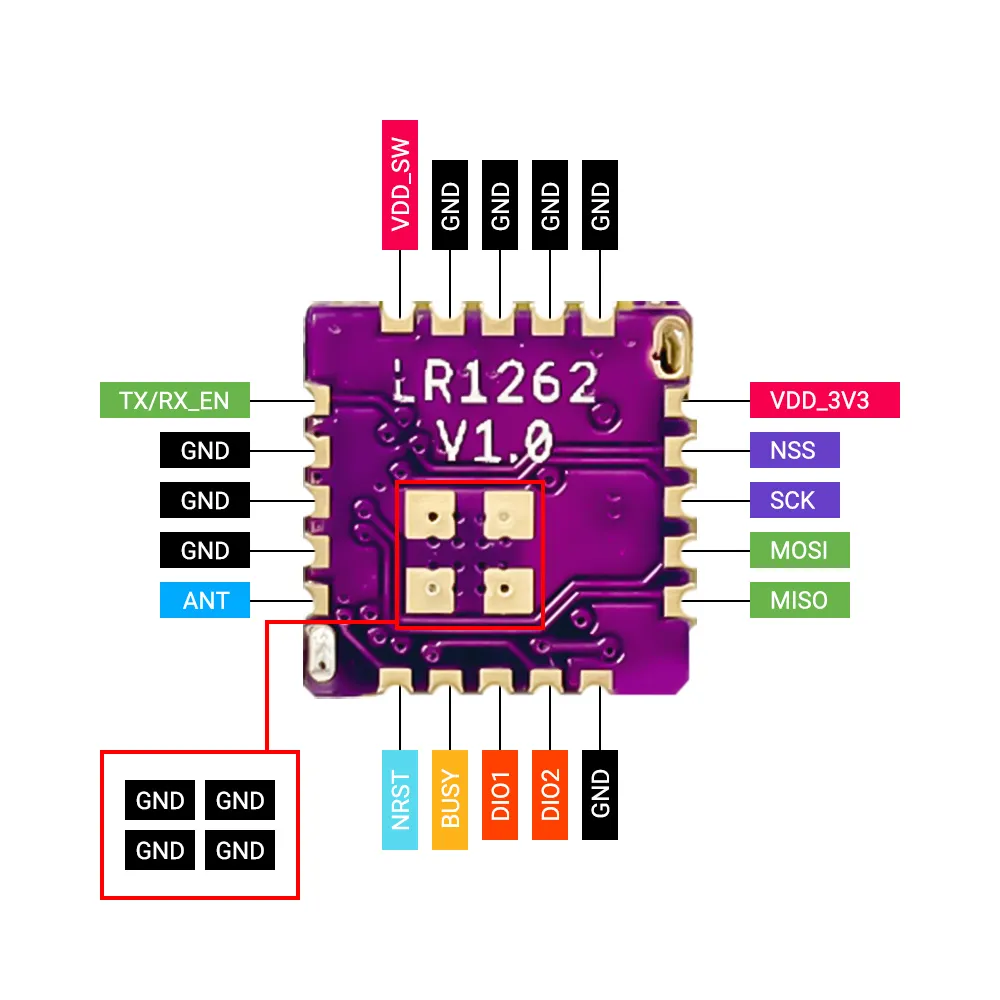 VDD_SW
GND
GND
GND
GND
LR1262
V1.0
TX/RX_EN
GND
GND
GND
ANT
VDD_3V3
NSS
SCK
MOSI
MISO
NRST
BUSY
DIO1
DIO2
GND
GND GND
GND GND